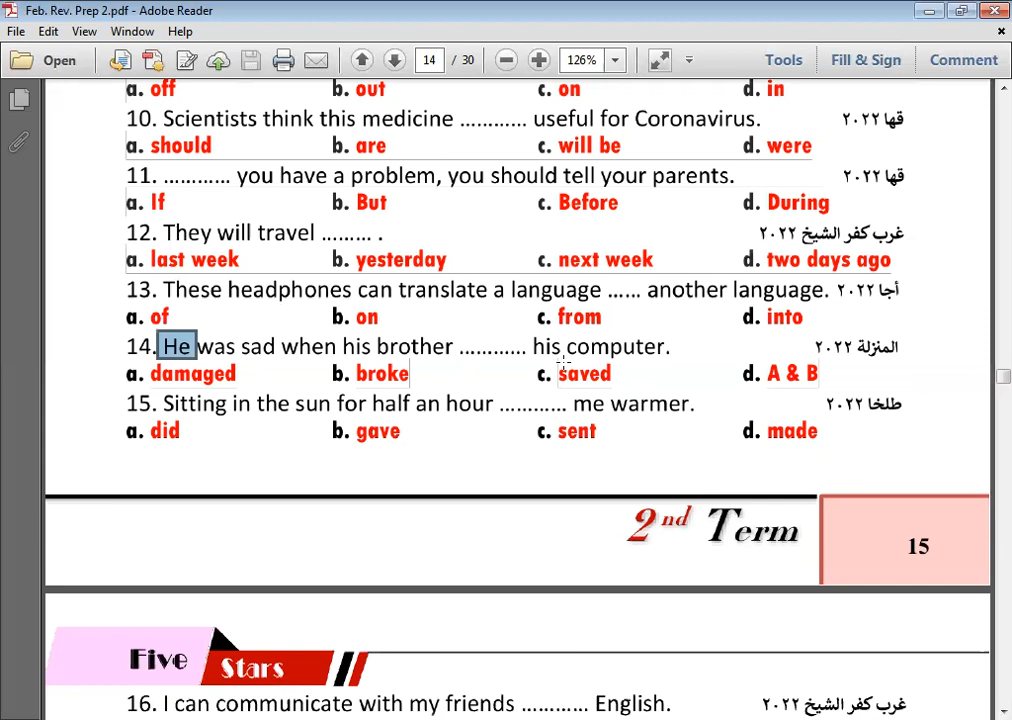 Feb. Rev. Prep 2.pdf - Adobe Reader
File Edit View Window Help
Open 14 / 30 126% Tools Fill & Sign Comment
a. off b. out c. on d. in
10. Scientists think this medicine ………… useful for Coronavirus. قها ٢٠٢٢
a. should b. are c. will be d. were
11. ………… you have a problem, you should tell your parents. قها ٢٠٢٢
a. If b. But c. Before d. During
12. They will travel ……… . غرب كفر الشيخ ٢٠٢٢
a. last week b. yesterday c. next week d. two days ago
13. These headphones can translate a language …… another language. أجا ٢٠٢٢
a. of b. on c. from d. into
14. He was sad when his brother ………… his computer. المنزلة ٢٠٢٢
a. damaged b. broke c. saved d. A & B
15. Sitting in the sun for half an hour ………… me warmer. طلخا ٢٠٢٢
a. did b. gave c. sent d. made
2nd Term
15
Five Stars
16. I can communicate with my friends ………… English. غرب كفر الشيخ ٢٠٢٢